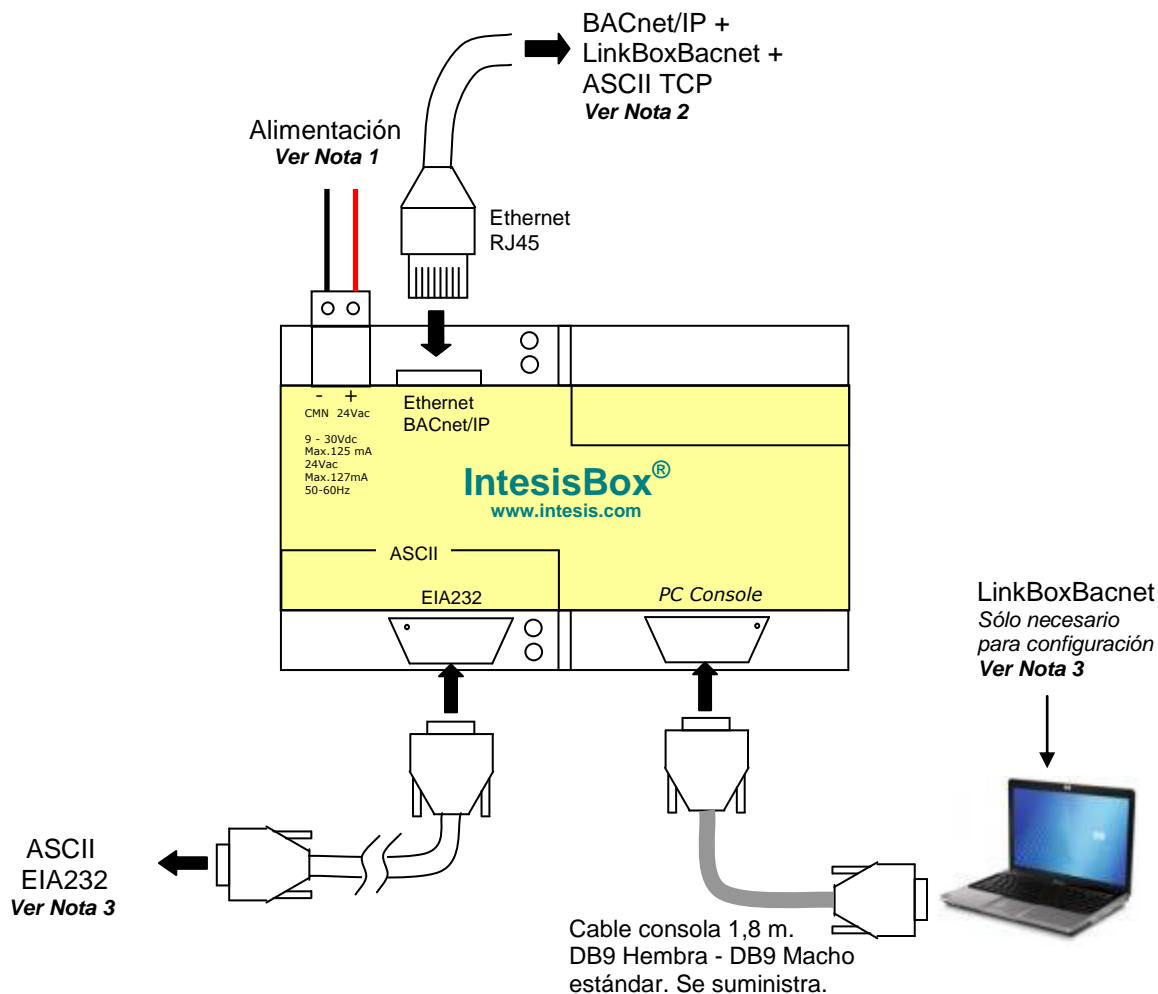 BACnet/IP +
LinkBoxBacnet +
ASCII TCP
Ver Nota 2
Alimentación
Ver Nota 1
Ethernet
RJ45
- +
CMN 24Vac
9 - 30Vdc
Max.125 mA
24Vac
Max.127mA
50-60Hz
Ethernet
BACnet/IP
IntesisBox®
www.intesis.com
ASCII
EIA232
PC Console
LinkBoxBacnet
Sólo necesario
para configuración
Ver Nota 3
ASCII
EIA232
Ver Nota 3
Cable consola 1,8 m.
DB9 Hembra - DB9 Macho
estándar. Se suministra.